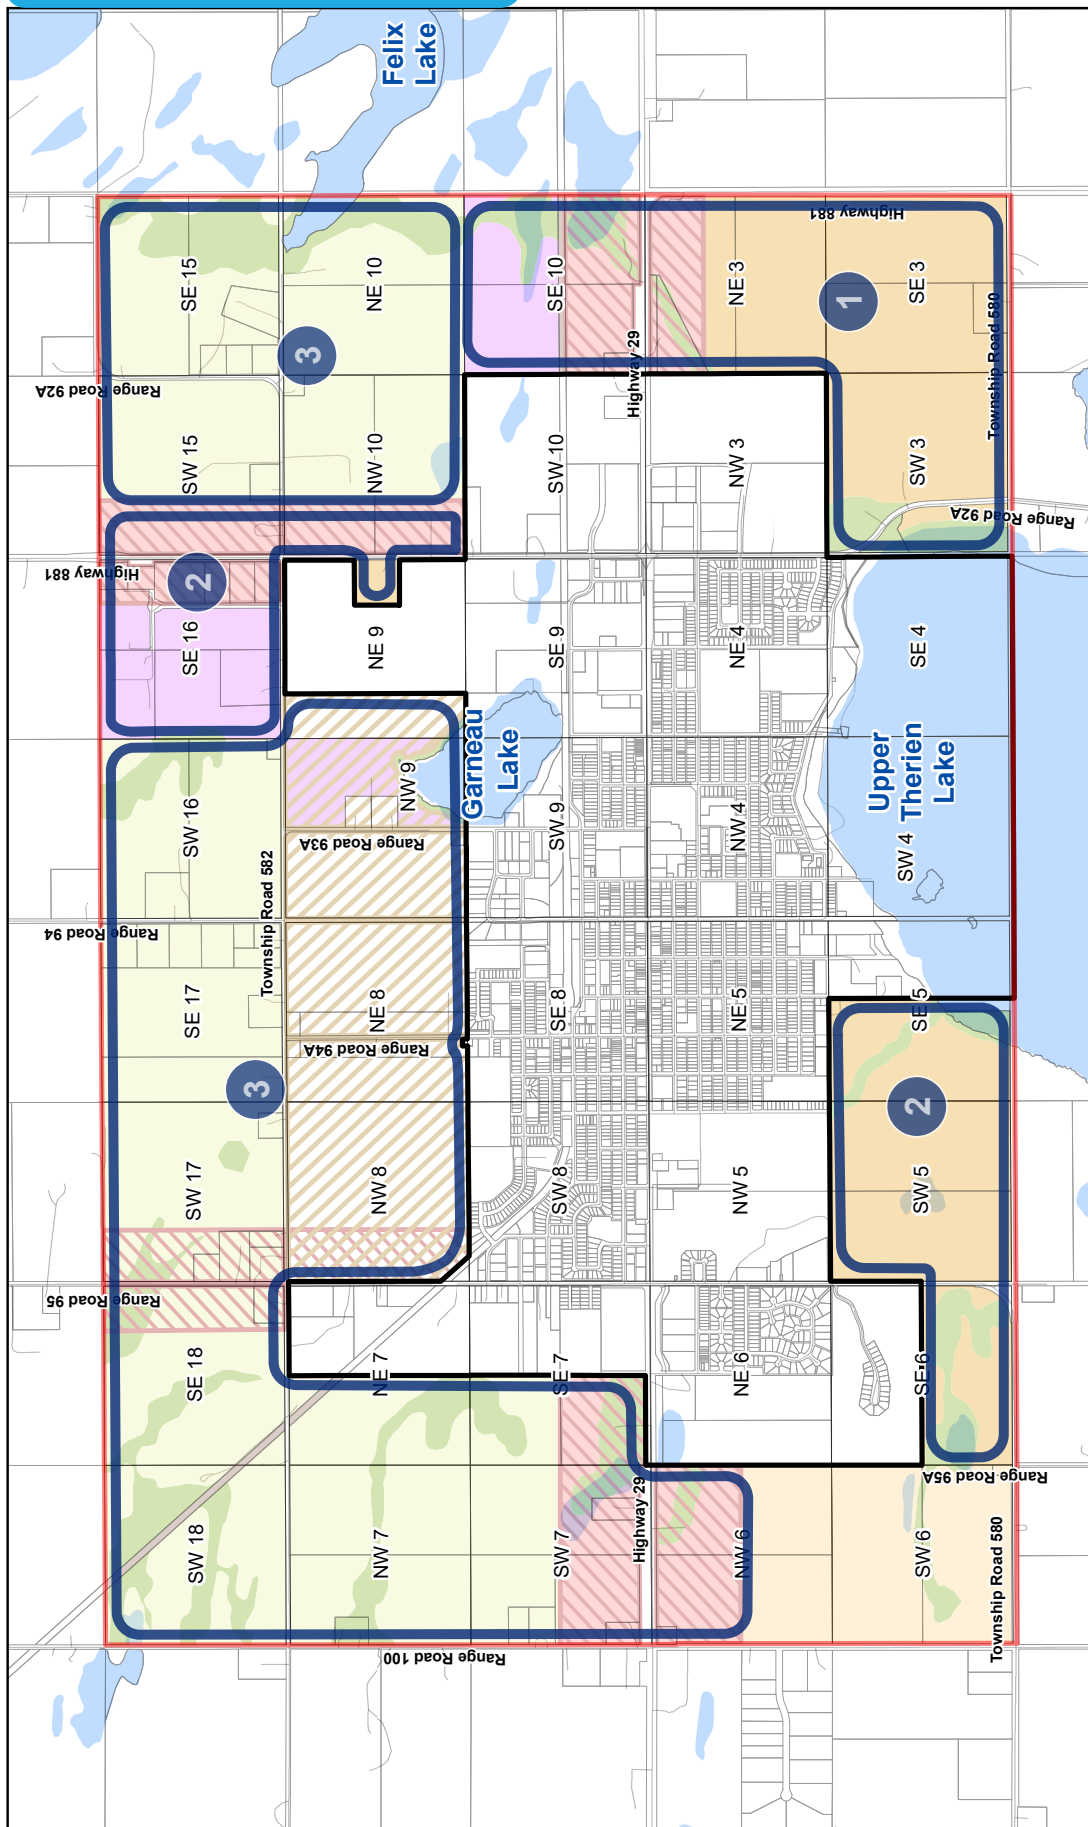 Felix
Lake
Range Road 92A
SE 15
SW 15
3
NE 10
NW 10
Highway 881
2
SE 16
SE 10
Highway 881
Highway 29
SW 10
NE 9
SE 9
NE 3
1
SE 3
Township Road 580
NW 3
SW 3
Range Road 92A
SW 16
NW 9
Garneau
Lake
Range Road 93A
SW 9
NE 4
NW 4
SE 4
Upper
Therien
Lake
SW 4
Range Road 94
Township Road 582
SE 17
NE 8
Range Road 94A
SE 8
NE 5
SE 5
3
SW 17
NW 8
SW 8
NW 5
2
SW 5
Range Road 95
SE 18
NE 7
SE 7
NE 6
SE 6
Range Road 95A
SW 18
NW 7
SW 7
Highway 29
NW 6
SW 6
Township Road 580
Range Road 100